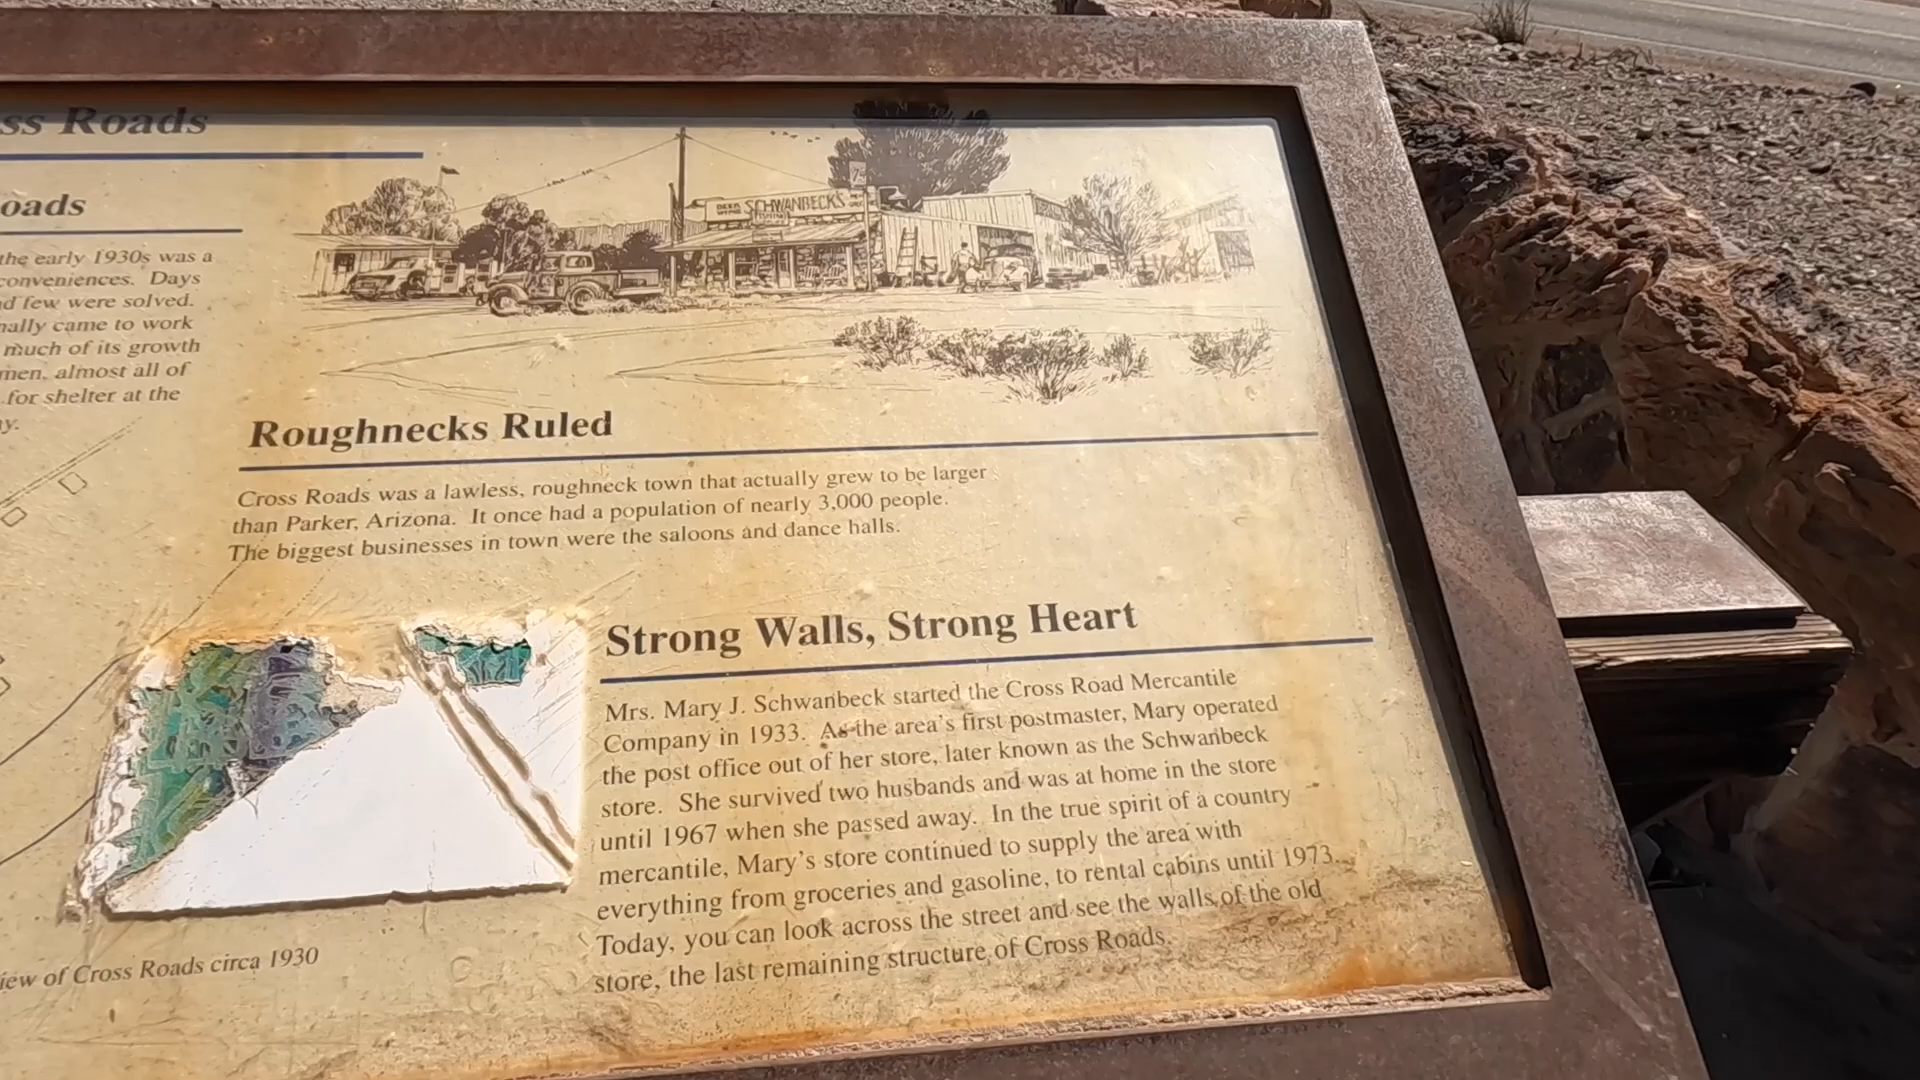 ss Roads
oads
the early 1930s was a
conveniences. Days
d few were solved.
nally came to work
much of its growth
men, almost all of
for shelter at the
y.
SCHWANBECK'S
Roughnecks Ruled
Cross Roads was a lawless, roughneck town that actually grew to be larger
than Parker, Arizona. It once had a population of nearly 3,000 people.
The biggest businesses in town were the saloons and dance halls.
Strong Walls, Strong Heart
Mrs. Mary J. Schwanbeck started the Cross Road Mercantile
Company in 1933. As the area's first postmaster, Mary operated
the post office out of her store, later known as the Schwanbeck
store. She survived two husbands and was at home in the store
until 1967 when she passed away. In the true spirit of a country
mercantile, Mary's store continued to supply the area with
everything from groceries and gasoline, to rental cabins until 1973.
Today, you can look across the street and see the walls of the old
store, the last remaining structure of Cross Roads.
iew of Cross Roads circa 1930